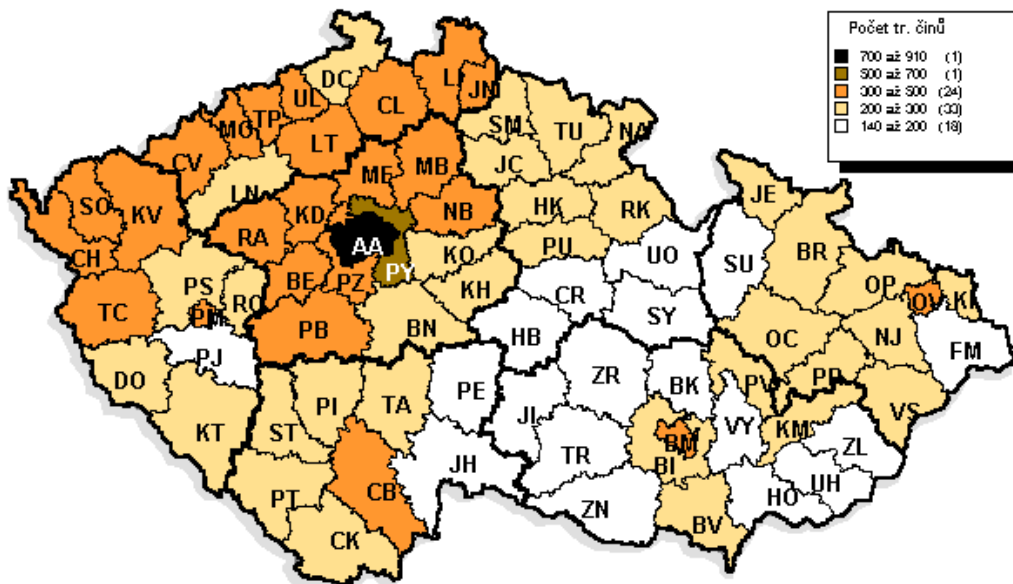 Počet tr. činů
700 až 910 (1)
500 až 700 (1)
300 až 500 (24)
200 až 300 (33)
140 až 200 (18)
DC
LI
JN
UL
CL
MO
TP
LT
SM
TU
NA
CV
ME
MB
JC
LN
JE
SO
KV
KD
NB
HK
RK
RA
AA
KO
PU
UO
SU
BR
CH
PY
PS
BE
PZ
KH
CR
OP
OV
KI
TC
RO
PM
PB
BN
HB
SY
OC
NJ
FM
PJ
DO
PI
TA
PE
ZR
BK
PV
PR
VS
KT
ST
JI
VY
KM
ZL
BM
TR
BI
JH
PT
CB
UH
HO
ZN
BV
CK